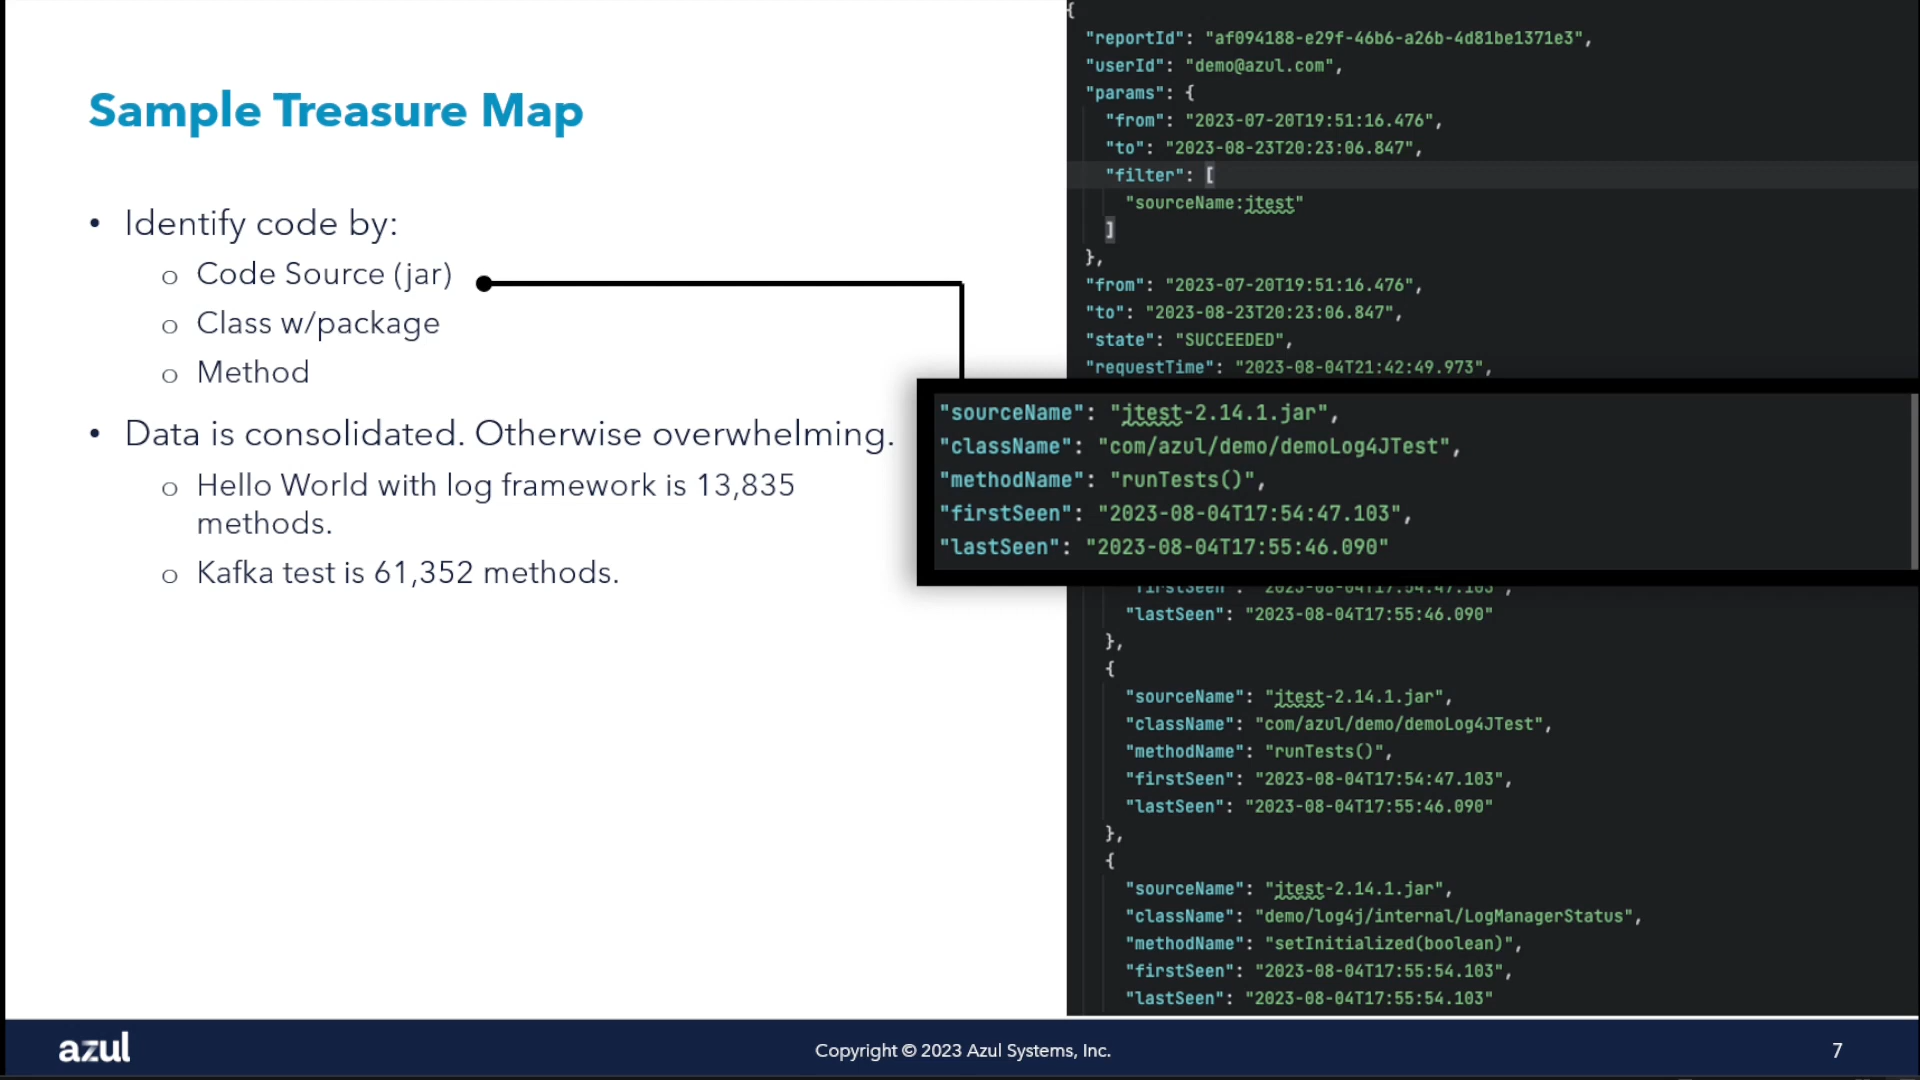 Sample Treasure Map
• Identify code by:
o Code Source (jar)
o Class w/package
o Method
• Data is consolidated. Otherwise overwhelming.
o Hello World with log framework is 13,835
methods.
o Kafka test is 61,352 methods.
{
"reportId": "af094188-e29f-46b6-a26b-4d81be1371e3",
"userId": "demo@azul.com",
"params": {
"from": "2023-07-20T19:51:16.476",
"to": "2023-08-23T20:23:06.847",
"filter": [
"sourceName:jtest"
]
},
"from": "2023-07-20T19:51:16.476",
"to": "2023-08-23T20:23:06.847",
"state": "SUCCEEDED",
"requestTime": "2023-08-04T21:42:49.973",
"sourceName": "jtest-2.14.1.jar",
"className": "com/azul/demo/demoLog4JTest",
"methodName": "runTests()",
"firstSeen": "2023-08-04T17:54:47.103",
"lastSeen": "2023-08-04T17:55:46.090"
"firstSeen": "2023-08-04T17:54:47.103",
"lastSeen": "2023-08-04T17:55:46.090"
},
{
"sourceName": "jtest-2.14.1.jar",
"className": "com/azul/demo/demoLog4JTest",
"methodName": "runTests()",
"firstSeen": "2023-08-04T17:54:47.103",
"lastSeen": "2023-08-04T17:55:46.090"
},
{
"sourceName": "jtest-2.14.1.jar",
"className": "demo/log4j/internal/LogManagerStatus",
"methodName": "setInitialized(boolean)",
"firstSeen": "2023-08-04T17:55:54.103",
"lastSeen": "2023-08-04T17:55:54.103"
azul
Copyright © 2023 Azul Systems, Inc.
7